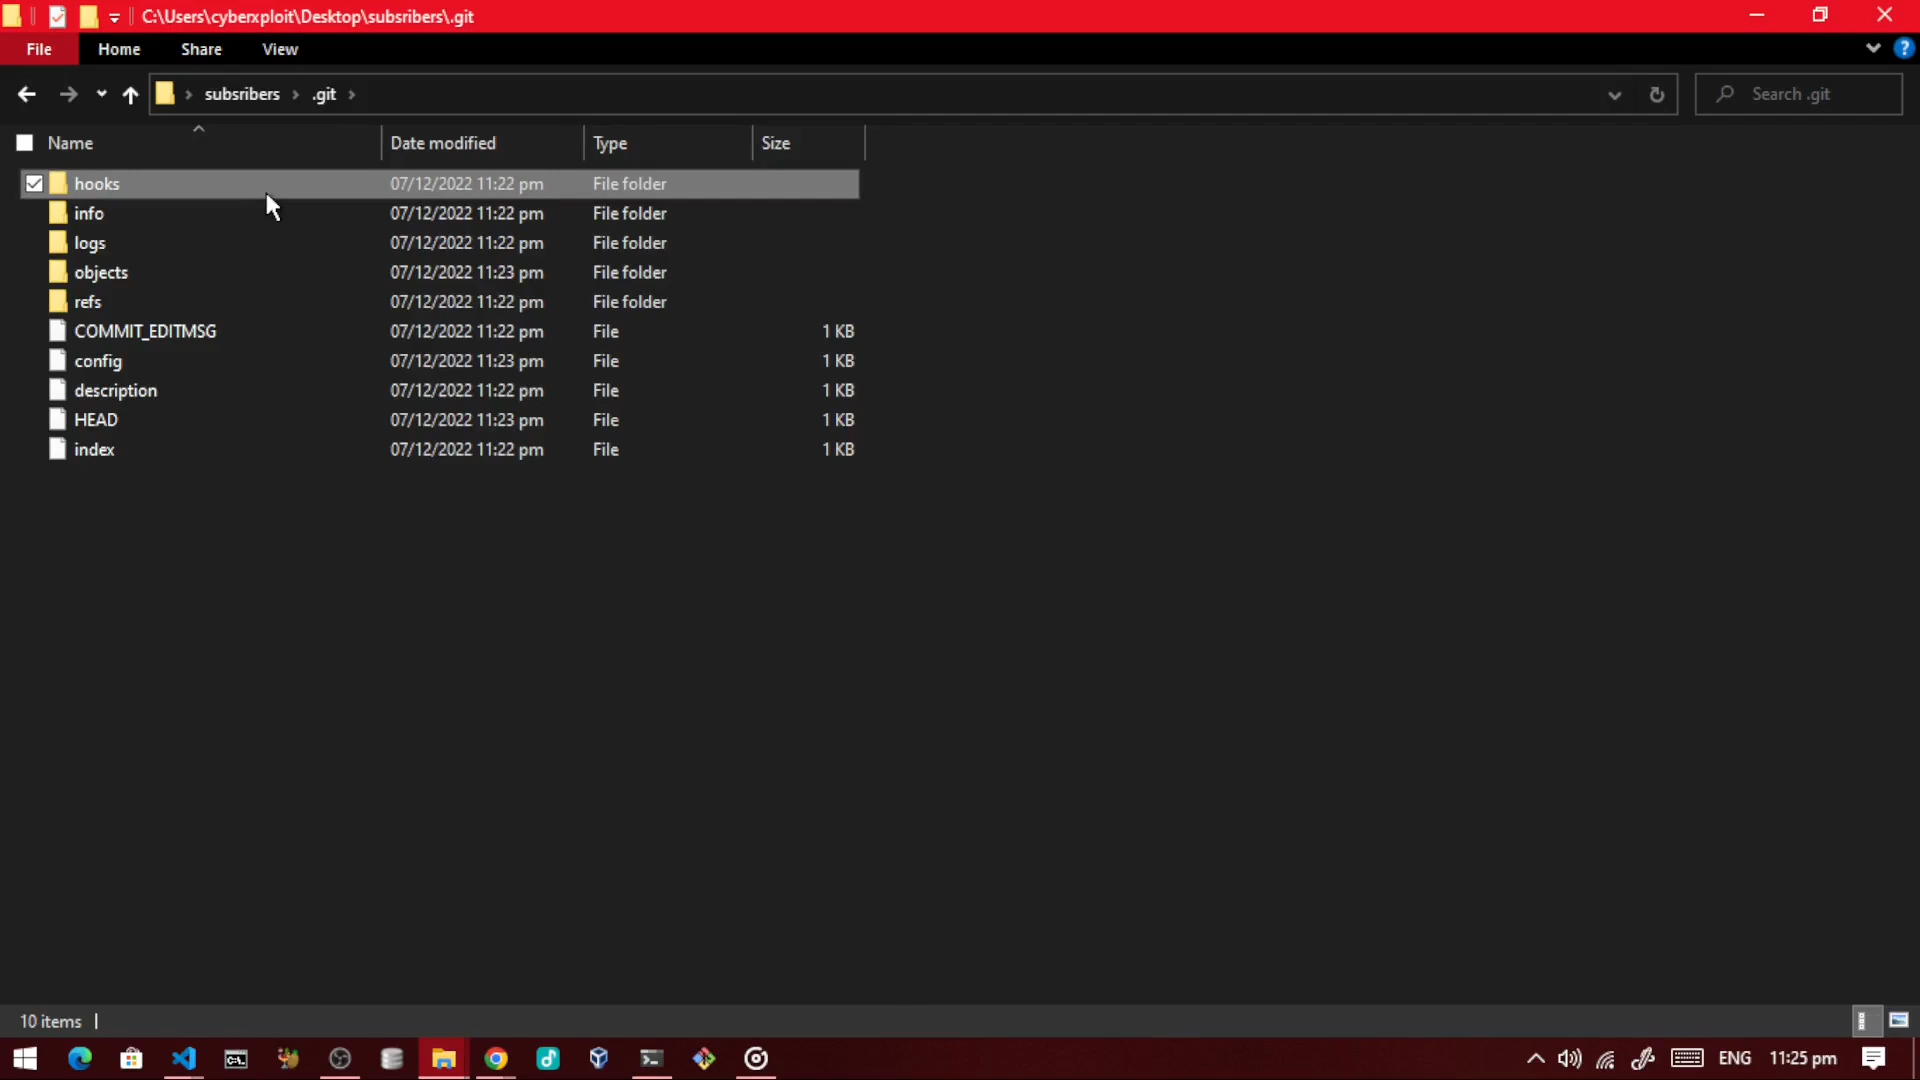 C:\Users\cyberxploit\Desktop\subsribers\.git
File Home Share View
subsribers .git Search .git
Name Date modified Type Size
hooks 07/12/2022 11:22 pm File folder
info 07/12/2022 11:22 pm File folder
logs 07/12/2022 11:22 pm File folder
objects 07/12/2022 11:23 pm File folder
refs 07/12/2022 11:22 pm File folder
COMMIT_EDITMSG 07/12/2022 11:22 pm File 1 KB
config 07/12/2022 11:23 pm File 1 KB
description 07/12/2022 11:22 pm File 1 KB
HEAD 07/12/2022 11:23 pm File 1 KB
index 07/12/2022 11:22 pm File 1 KB
10 items
ENG 11:25 pm